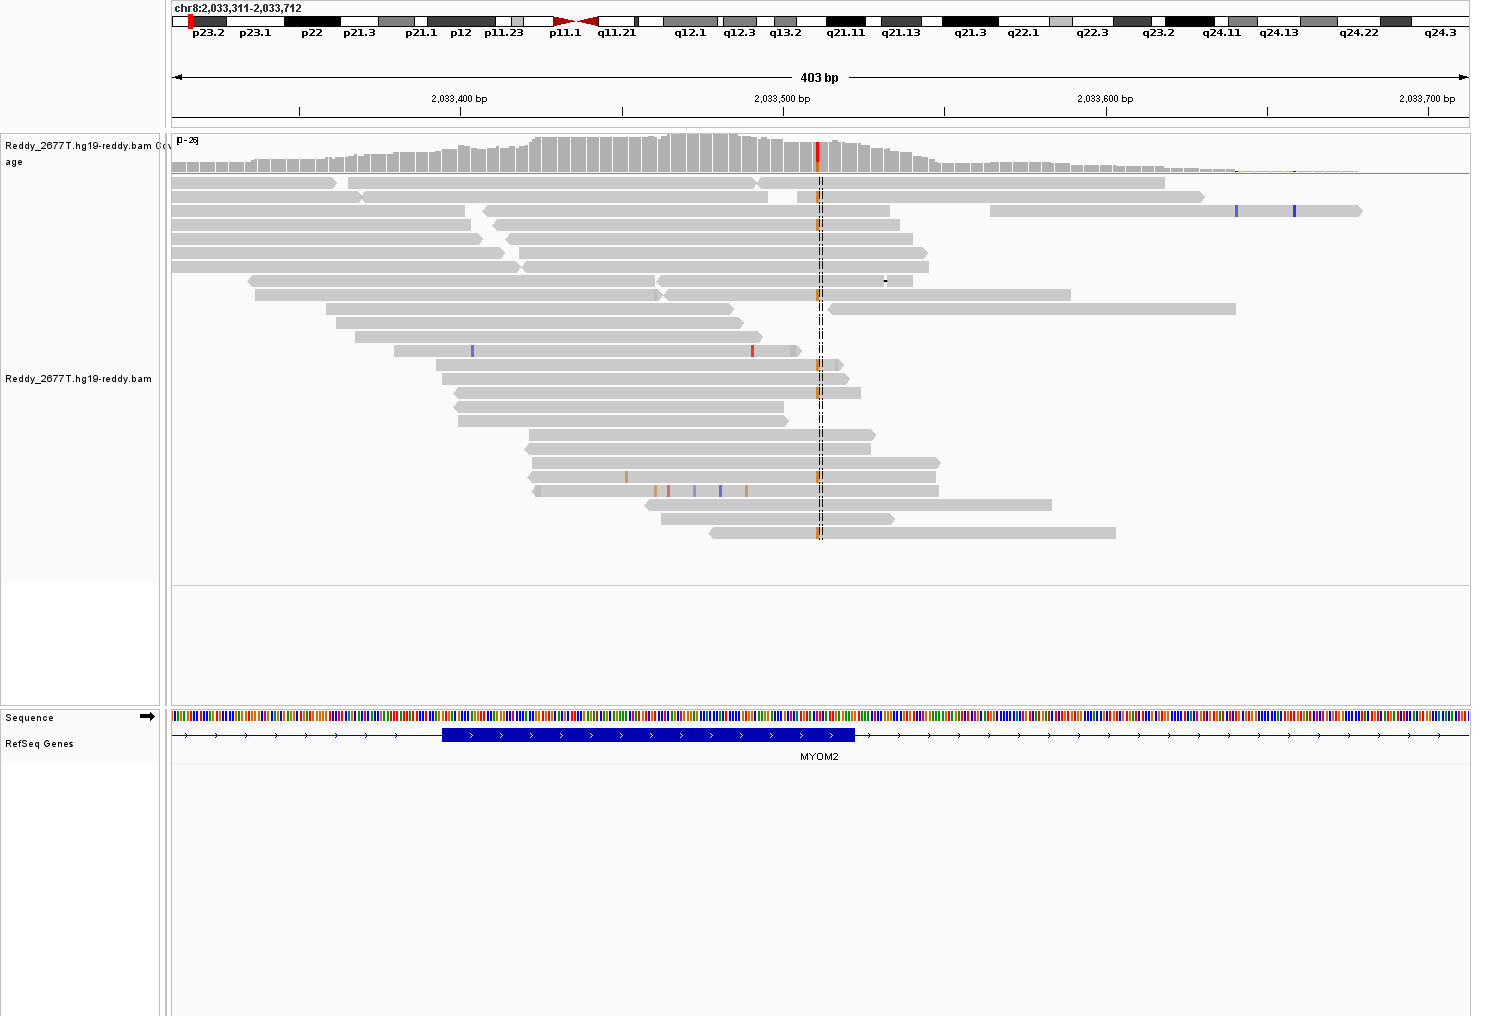 chr8:2,033,311-2,033,712
p23.2 p23.1 p22 p21.3 p21.1 p12 p11.23 p11.1 q11.21 q12.1 q12.3 q13.2 q21.11 q21.13 q21.3 q22.1 q22.3 q23.2 q24.11 q24.13 q24.22 q24.3
403 bp
2,033,400 bp 2,033,500 bp 2,033,600 bp 2,033,700 bp
Reddy_2677T.hg19-reddy.bam Cov
age
[0-26]
Reddy_2677T.hg19-reddy.bam
Sequence
RefSeq Genes
MYOM2